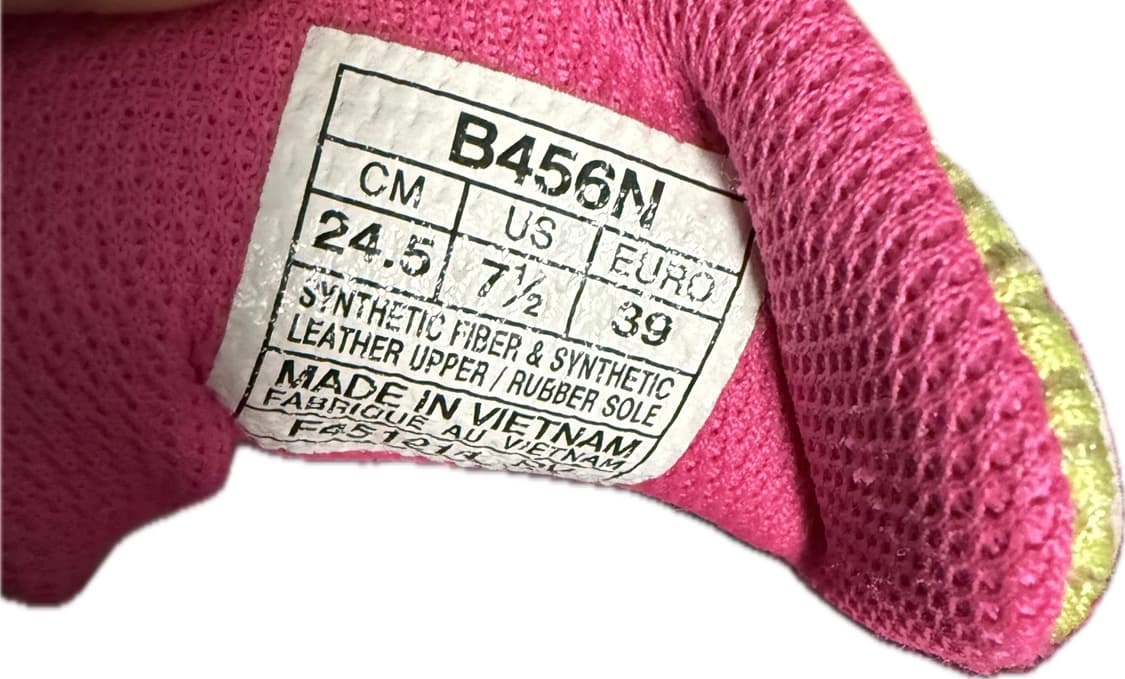 B456N
CM US EURO
24.5 7½ 39
SYNTHETIC FIBER & SYNTHETIC
LEATHER UPPER / RUBBER SOLE
MADE IN VIETNAM
FABRIQUÉ AU VIETNAM